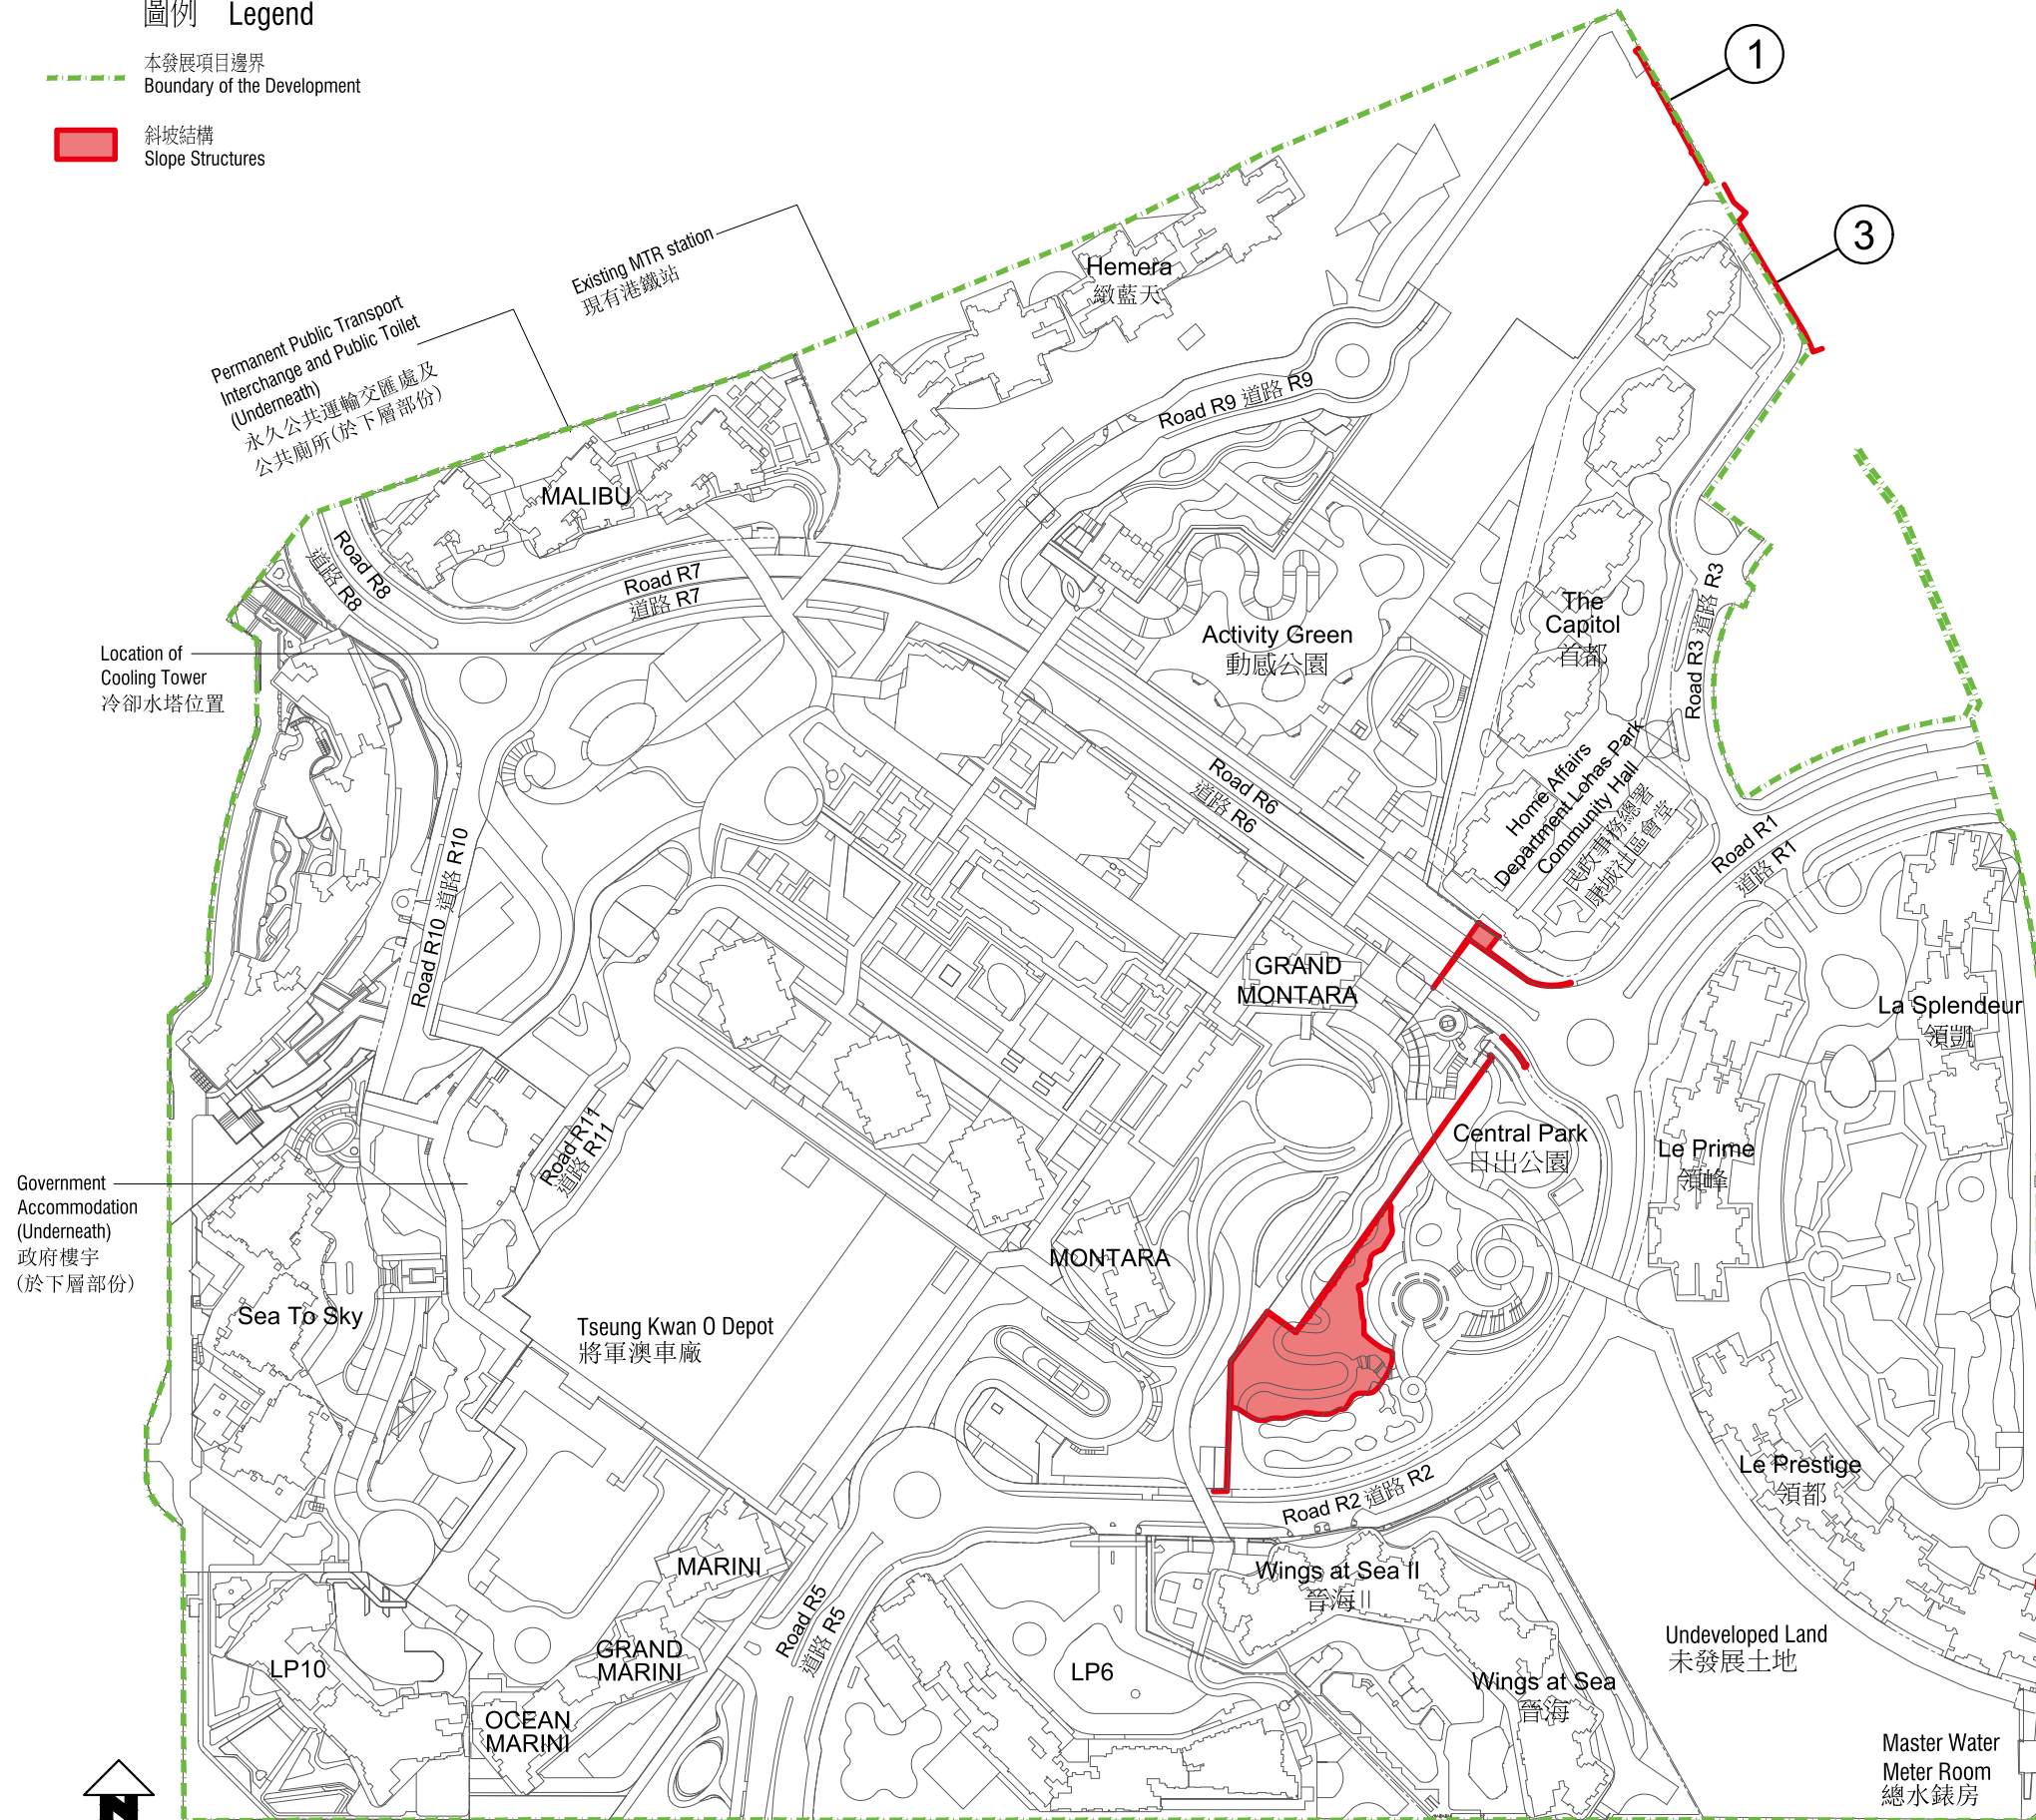 圖例 Legend
本發展項目邊界
Boundary of the Development
斜坡結構
Slope Structures
1
3
Existing MTR station
現有港鐵站
Permanent Public Transport
Interchange and Public Toilet
(Underneath)
永久公共運輸交匯處及
公共廁所(於下層部份)
Hemera
緻藍天
Road R9 道路 R9
MALIBU
Road R8
道路 R8
Road R7
道路 R7
Location of
Cooling Tower
冷卻水塔位置
Activity Green
動感公園
The
Capitol
首都
Road R3 道路 R3
Home Affairs
Department Lohas Park
Community Hall
民政事務總署
康城社區會堂
Road R6
道路 R6
Road R1
道路 R1
Road R10 道路 R10
GRAND
MONTARA
La Splendeur
領凱
Central Park
日出公園
Le Prime
領峰
Road R11
道路 R11
Government
Accommodation
(Underneath)
政府樓宇
(於下層部份)
MONTARA
Sea To Sky
Tseung Kwan O Depot
將軍澳車廠
Le Prestige
領都
Road R2 道路 R2
MARINI
Wings at Sea II
晉海II
Road R5
道路 R5
GRAND
MARINI
LP10
LP6
Undeveloped Land
未發展土地
Wings at Sea
晉海
OCEAN
MARINI
Master Water
Meter Room
總水錶房
N